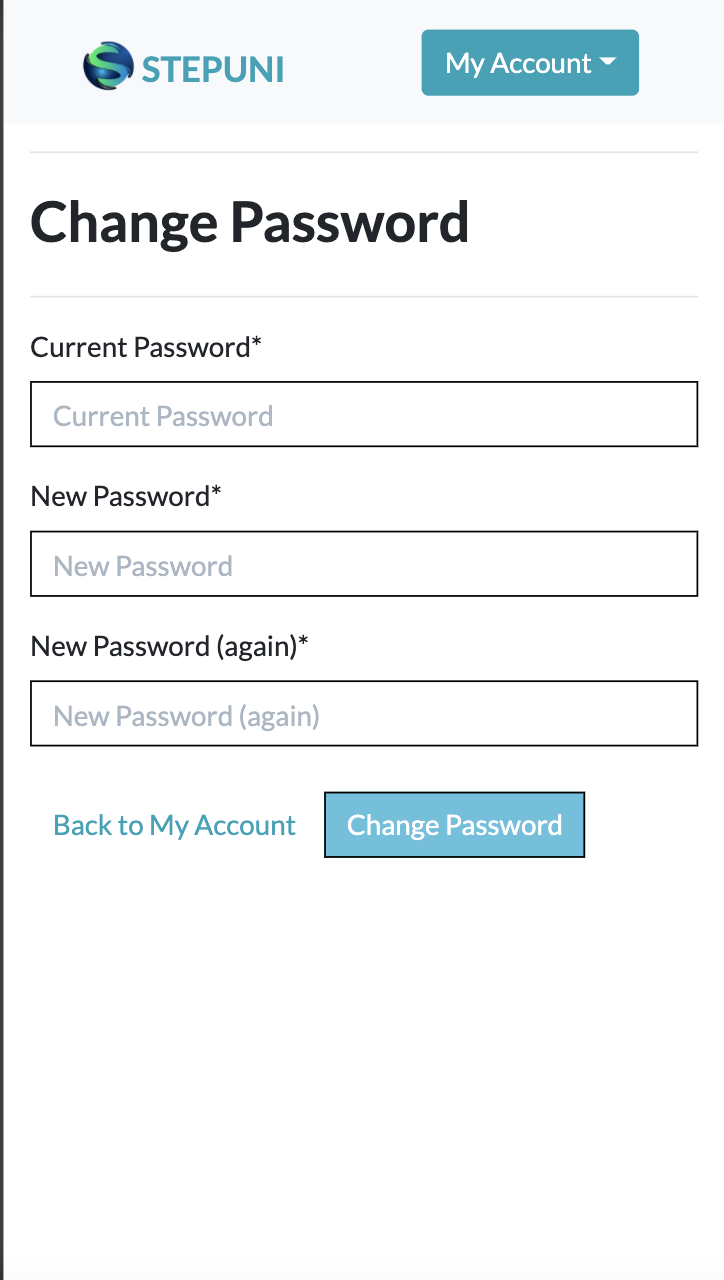 STEPUNI
My Account
Change Password
Current Password*
Current Password
New Password*
New Password
New Password (again)*
New Password (again)
Back to My Account
Change Password